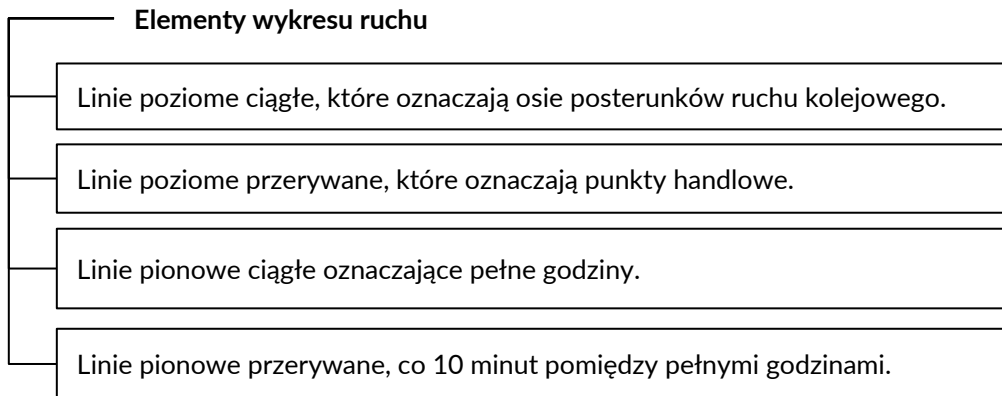 Elementy wykresu ruchu
Linie poziome ciągłe, które oznaczają osie posterunków ruchu kolejowego.
Linie poziome przerywane, które oznaczają punkty handlowe.
Linie pionowe ciągłe oznaczające pełne godziny.
Linie pionowe przerywane, co 10 minut pomiędzy pełnymi godzinami.